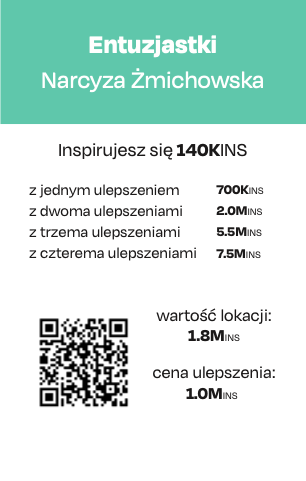 Entuzjastki
Narcyza Żmichowska
Inspirujesz się 140KINS
z jednym ulepszeniem 700KINS
z dwoma ulepszeniami 2.0MINS
z trzema ulepszeniami 5.5MINS
z czterema ulepszeniami 7.5MINS
wartość lokacji:
1.8MINS
cena ulepszenia:
1.0MINS